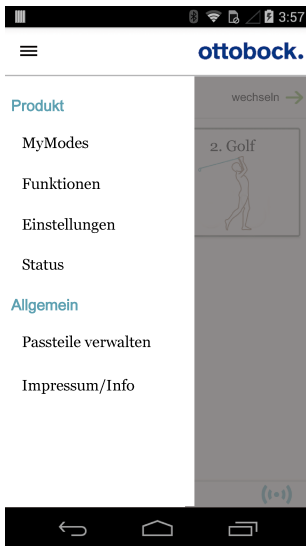 3:57
ottobock.
Produkt
wechseln
MyModes
2. Golf
Funktionen
Einstellungen
Status
Allgemein
Passteile verwalten
Impressum/Info